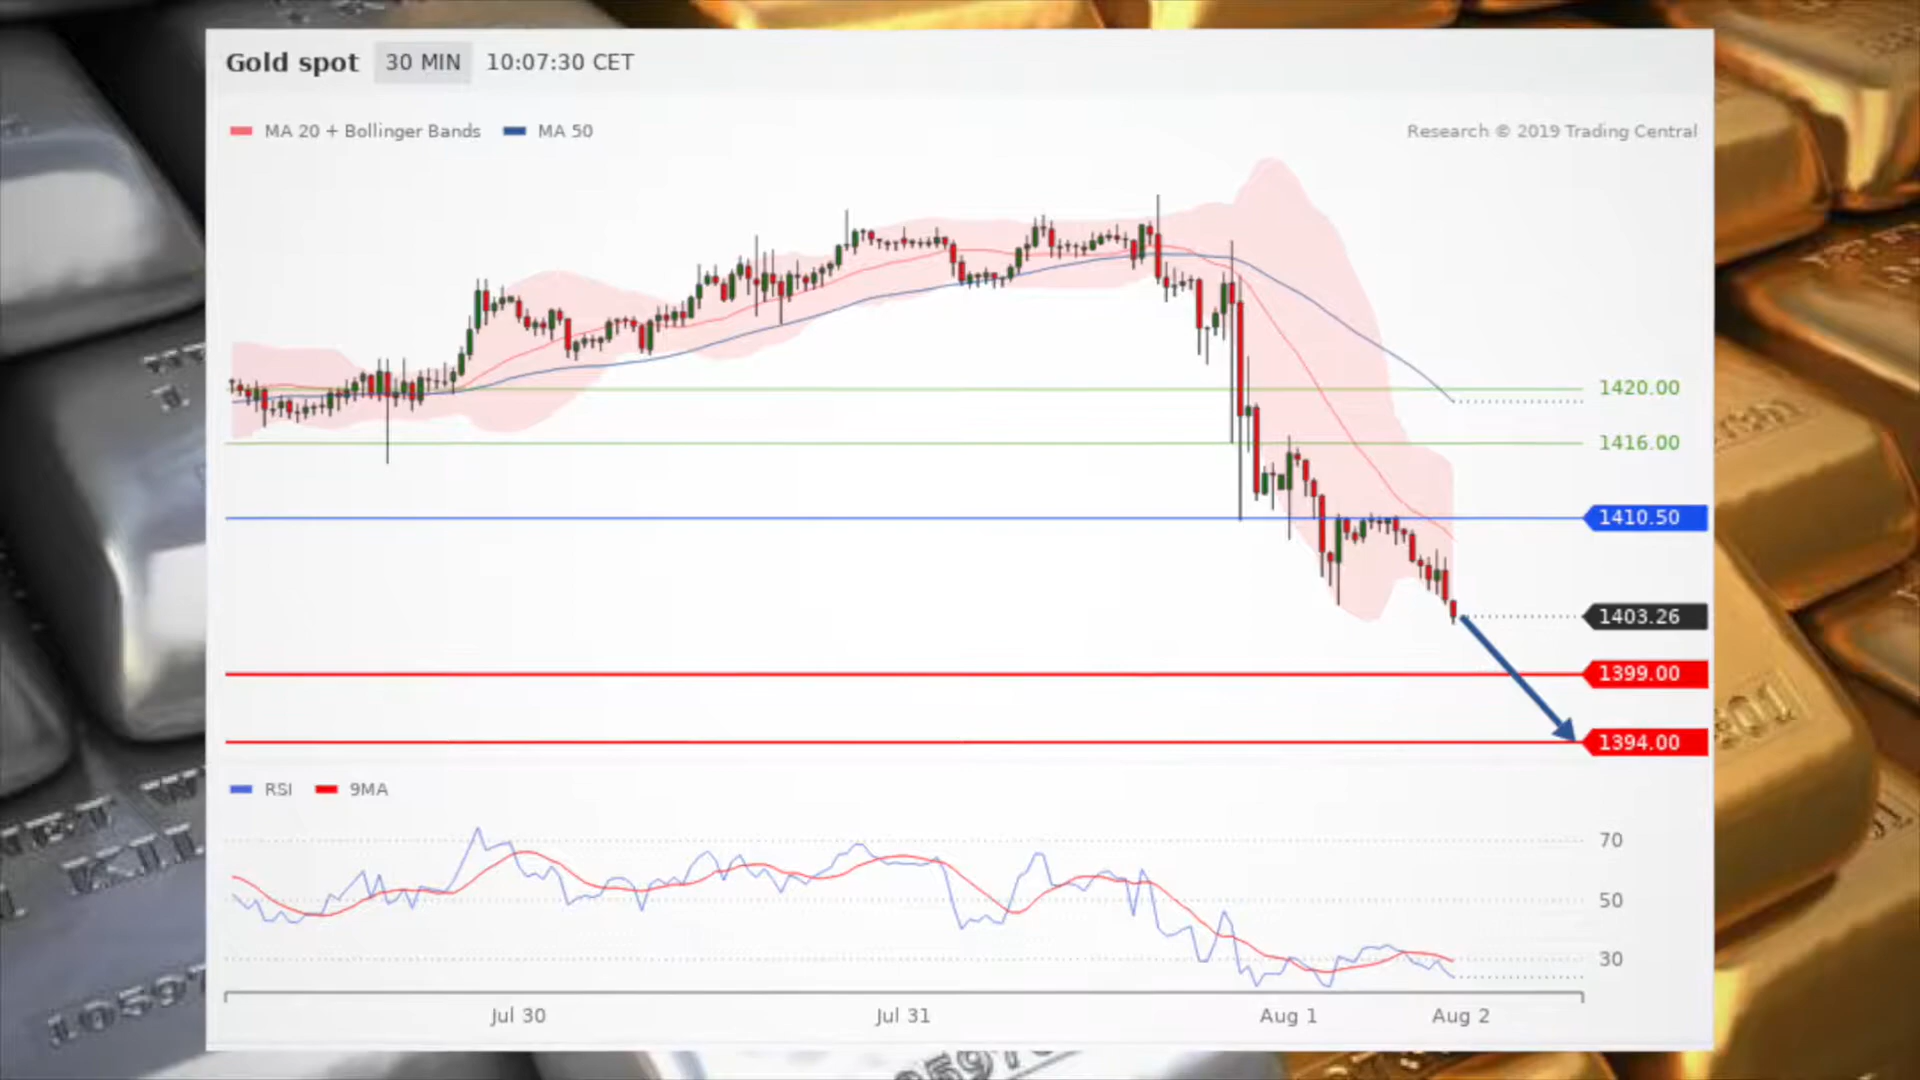 Gold spot 30 MIN 10:07:30 CET
MA 20 + Bollinger Bands MA 50
Research © 2019 Trading Central
1420.00
1416.00
1410.50
1403.26
1399.00
1394.00
RSI 9MA
70
50
30
Jul 30 Jul 31 Aug 1 Aug 2